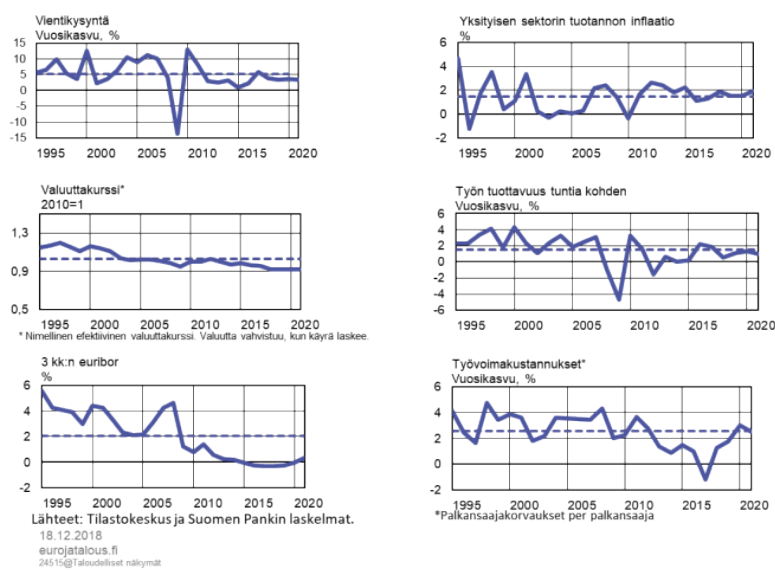 Vientikysyntä
Vuosikasvu, %
15
10
5
0
-5
-10
-15
1995 2000 2005 2010 2015 2020
Yksityisen sektorin tuotannon inflaatio
%
6
4
2
0
-2
1995 2000 2005 2010 2015 2020
Valuuttakurssi*
2010=1
1,3
0,9
0,5
1995 2000 2005 2010 2015 2020
* Nimellinen efektiivinen valuuttakurssi. Valuutta vahvistuu, kun käyrä laskee.
Työn tuottavuus tuntia kohden
Vuosikasvu, %
6
4
2
0
-2
-4
-6
1995 2000 2005 2010 2015 2020
3 kk:n euribor
%
6
4
2
0
-2
1995 2000 2005 2010 2015 2020
Työvoimakustannukset*
Vuosikasvu, %
6
4
2
0
-2
1995 2000 2005 2010 2015 2020
*Palkansaajakorvaukset per palkansaaja
Lähteet: Tilastokeskus ja Suomen Pankin laskelmat.
18.12.2018
eurojatalous.fi
24515@Taloudelliset näkymät